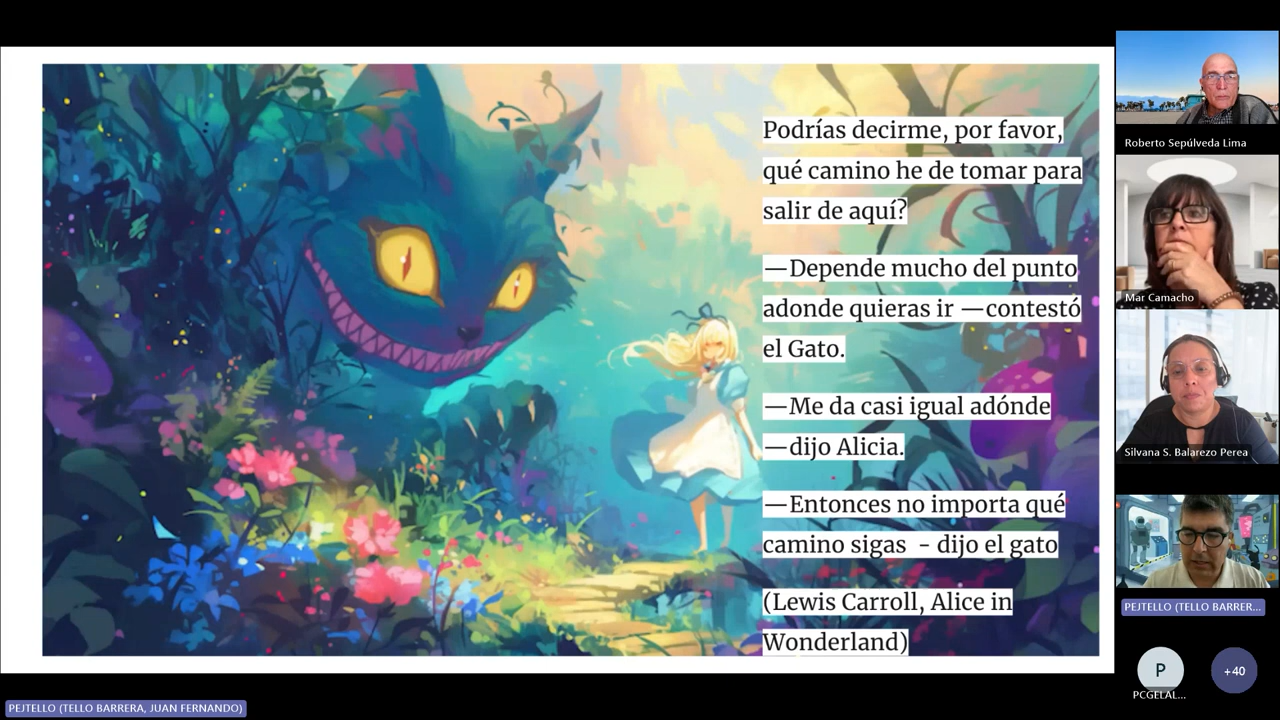 Podrías decirme, por favor,
qué camino he de tomar para
salir de aquí?
—Depende mucho del punto
adonde quieras ir —contestó
el Gato.
—Me da casi igual adónde
—dijo Alicia.
—Entonces no importa qué
camino sigas - dijo el gato
(Lewis Carroll, Alice in
Wonderland)
Roberto Sepúlveda Lima
Mar Camacho
Silvana S. Balarezo Perea
PEJTELLO (TELLO BARRER...
P
PCGELAL...
+40
PEJTELLO (TELLO BARRERA, JUAN FERNANDO)